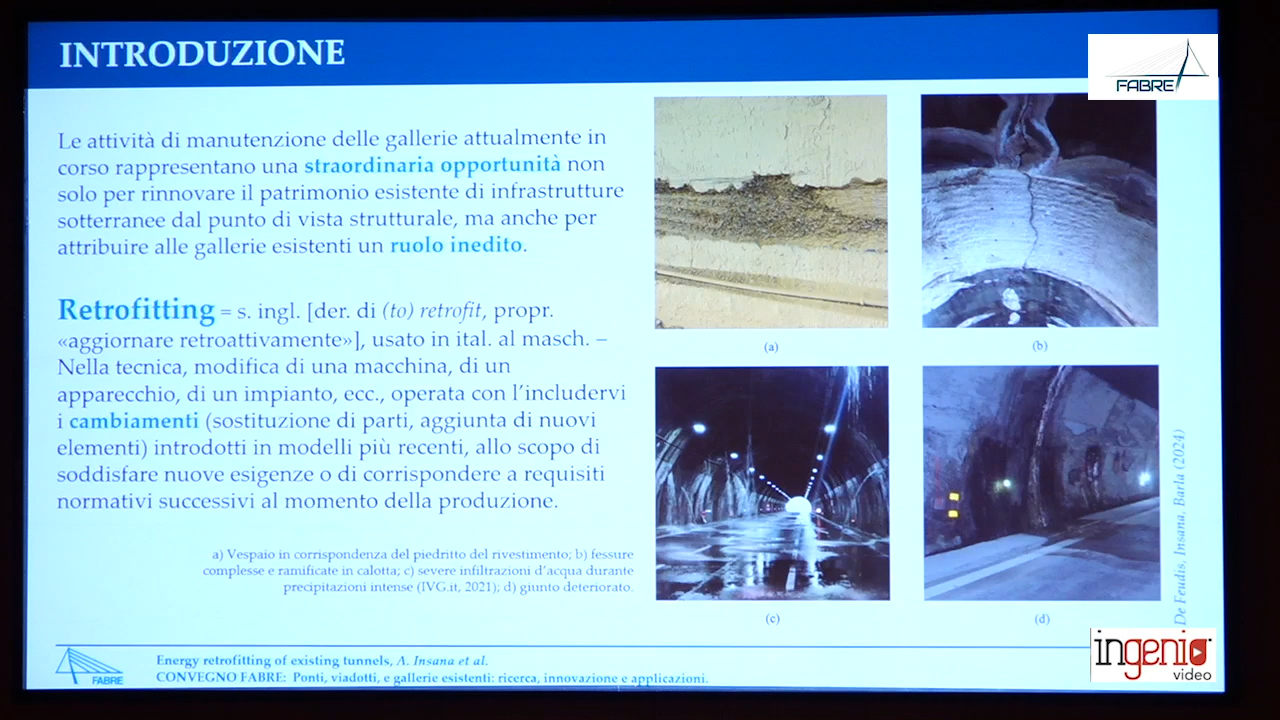 INTRODUZIONE
FABRE
Le attività di manutenzione delle gallerie attualmente in
corso rappresentano una straordinaria opportunità non
solo per rinnovare il patrimonio esistente di infrastrutture
sotterranee dal punto di vista strutturale, ma anche per
attribuire alle gallerie esistenti un ruolo inedito.
Retrofitting = s. ingl. [der. di (to) retrofit, propr.
«aggiornare retroattivamente»], usato in ital. al masch. –
Nella tecnica, modifica di una macchina, di un
apparecchio, di un impianto, ecc., operata con l'includervi
i cambiamenti (sostituzione di parti, aggiunta di nuovi
elementi) introdotti in modelli più recenti, allo scopo di
soddisfare nuove esigenze o di corrispondere a requisiti
normativi successivi al momento della produzione.
a) Vespaio in corrispondenza del piedritto del rivestimento; b) fessure
complesse e ramificate in calotta; c) severe infiltrazioni d'acqua durante
precipitazioni intense (IVG.it, 2021); d) giunto deteriorato.
(a)
(b)
(c)
(d)
De Feudis, Insana, Barla (2024)
FABRE
Energy retrofitting of existing tunnels, A. Insana et al.
CONVEGNO FABRE: Ponti, viadotti, e gallerie esistenti: ricerca, innovazione e applicazioni.
ingenio
video